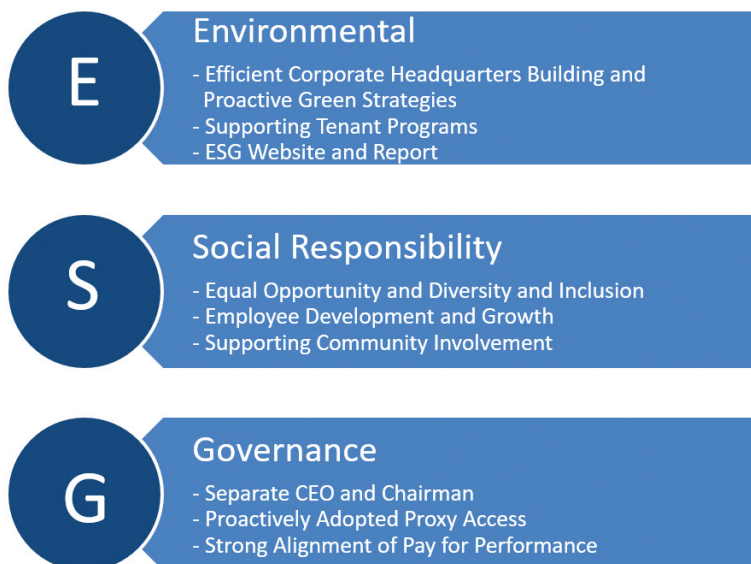 E
Environmental
- Efficient Corporate Headquarters Building and
Proactive Green Strategies
- Supporting Tenant Programs
- ESG Website and Report
S
Social Responsibility
- Equal Opportunity and Diversity and Inclusion
- Employee Development and Growth
- Supporting Community Involvement
G
Governance
- Separate CEO and Chairman
- Proactively Adopted Proxy Access
- Strong Alignment of Pay for Performance